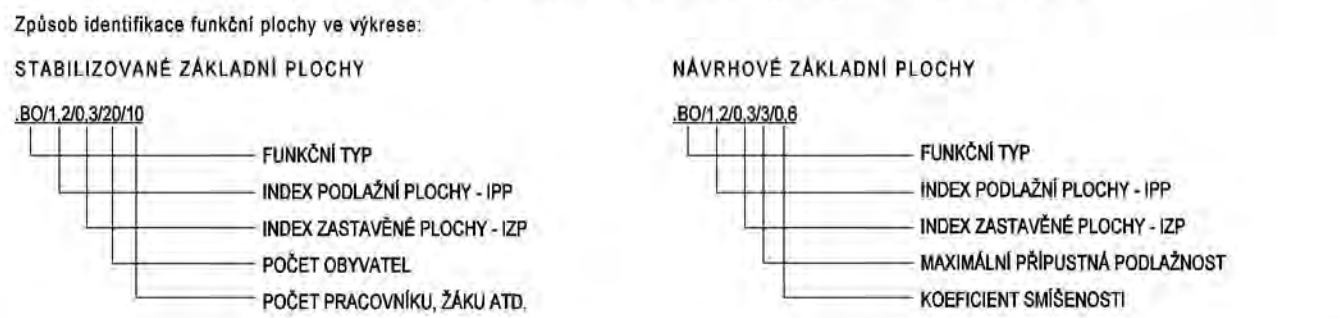 Způsob identifikace funkční plochy ve výkrese:
STABILIZOVANÉ ZÁKLADNÍ PLOCHY
.BO/1,2/0,3/20/10
FUNKČNÍ TYP
INDEX PODLAŽNÍ PLOCHY - IPP
INDEX ZASTAVĚNÉ PLOCHY - IZP
POČET OBYVATEL
POČET PRACOVNÍKU, ŽÁKU ATD.
NÁVRHOVÉ ZÁKLADNÍ PLOCHY
.BO/1,2/0,3/3/0,6
FUNKČNÍ TYP
INDEX PODLAŽNÍ PLOCHY - IPP
INDEX ZASTAVĚNÉ PLOCHY - IZP
MAXIMÁLNÍ PŘÍPUSTNÁ PODLAŽNOST
KOEFICIENT SMÍŠENOSTI